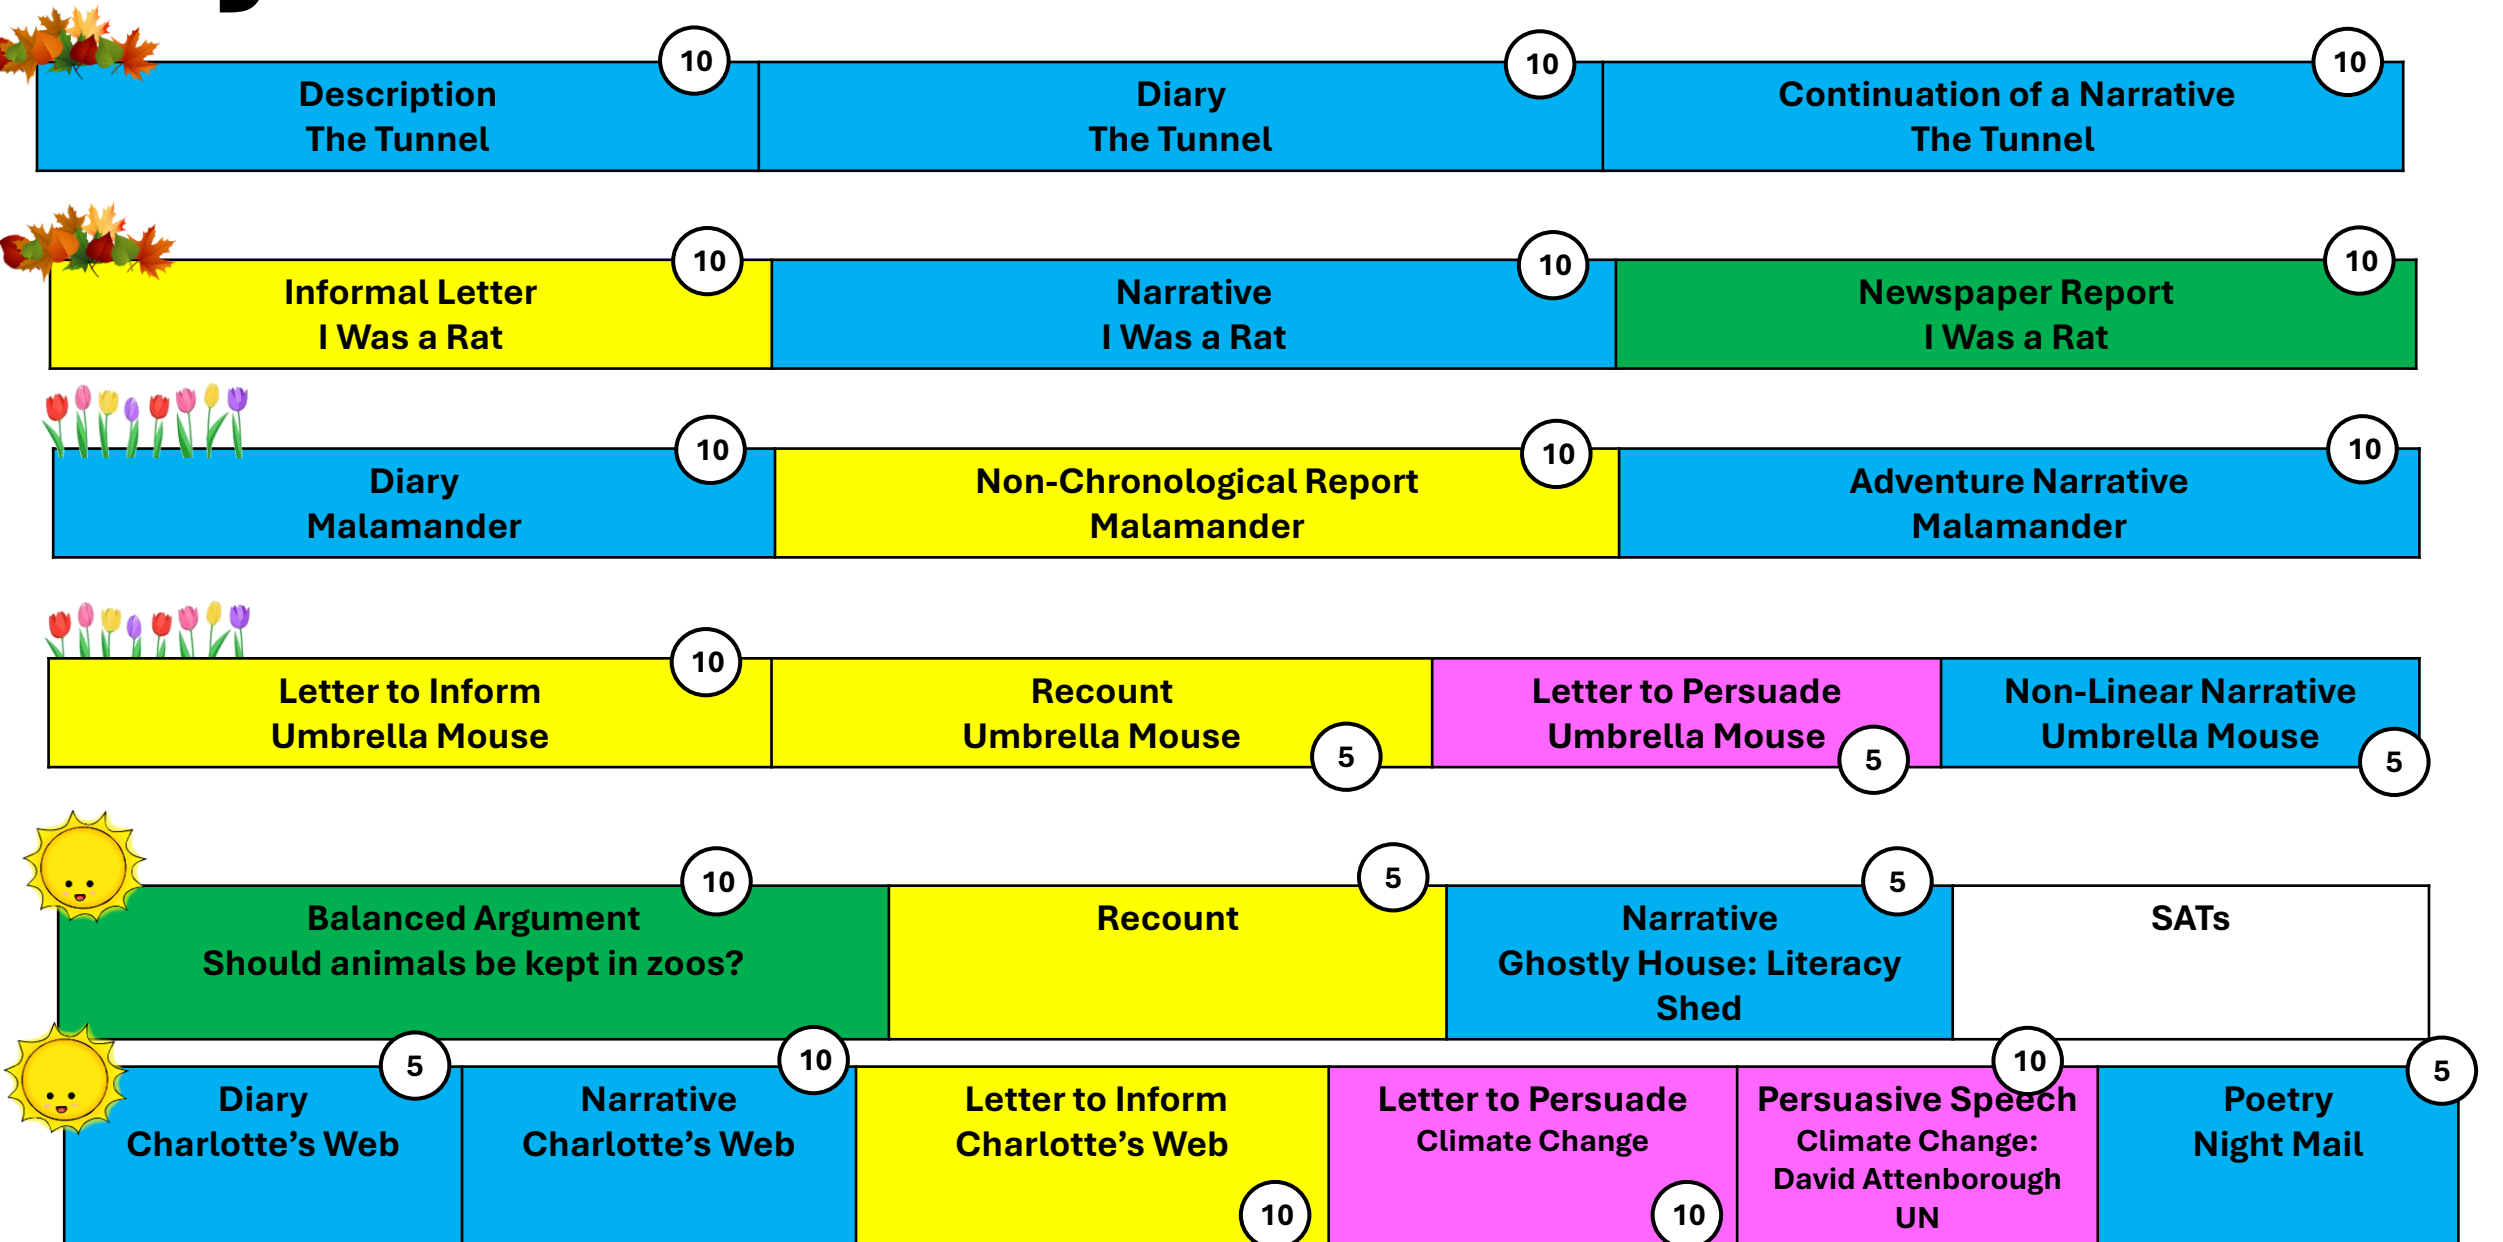 10
10
10
Description
The Tunnel
Diary
The Tunnel
Continuation of a Narrative
The Tunnel
10
10
10
Informal Letter
I Was a Rat
Narrative
I Was a Rat
Newspaper Report
I Was a Rat
10
10
10
Diary
Malamander
Non-Chronological Report
Malamander
Adventure Narrative
Malamander
10
Letter to Inform
Umbrella Mouse
Recount
Umbrella Mouse
5
Letter to Persuade
Umbrella Mouse
5
Non-Linear Narrative
Umbrella Mouse
5
10
Balanced Argument
Should animals be kept in zoos?
5
Recount
5
Narrative
Ghostly House: Literacy
Shed
SATs
5
Diary
Charlotte’s Web
10
Narrative
Charlotte’s Web
Letter to Inform
Charlotte’s Web
10
Letter to Persuade
Climate Change
10
10
Persuasive Speech
Climate Change:
David Attenborough
UN
5
Poetry
Night Mail